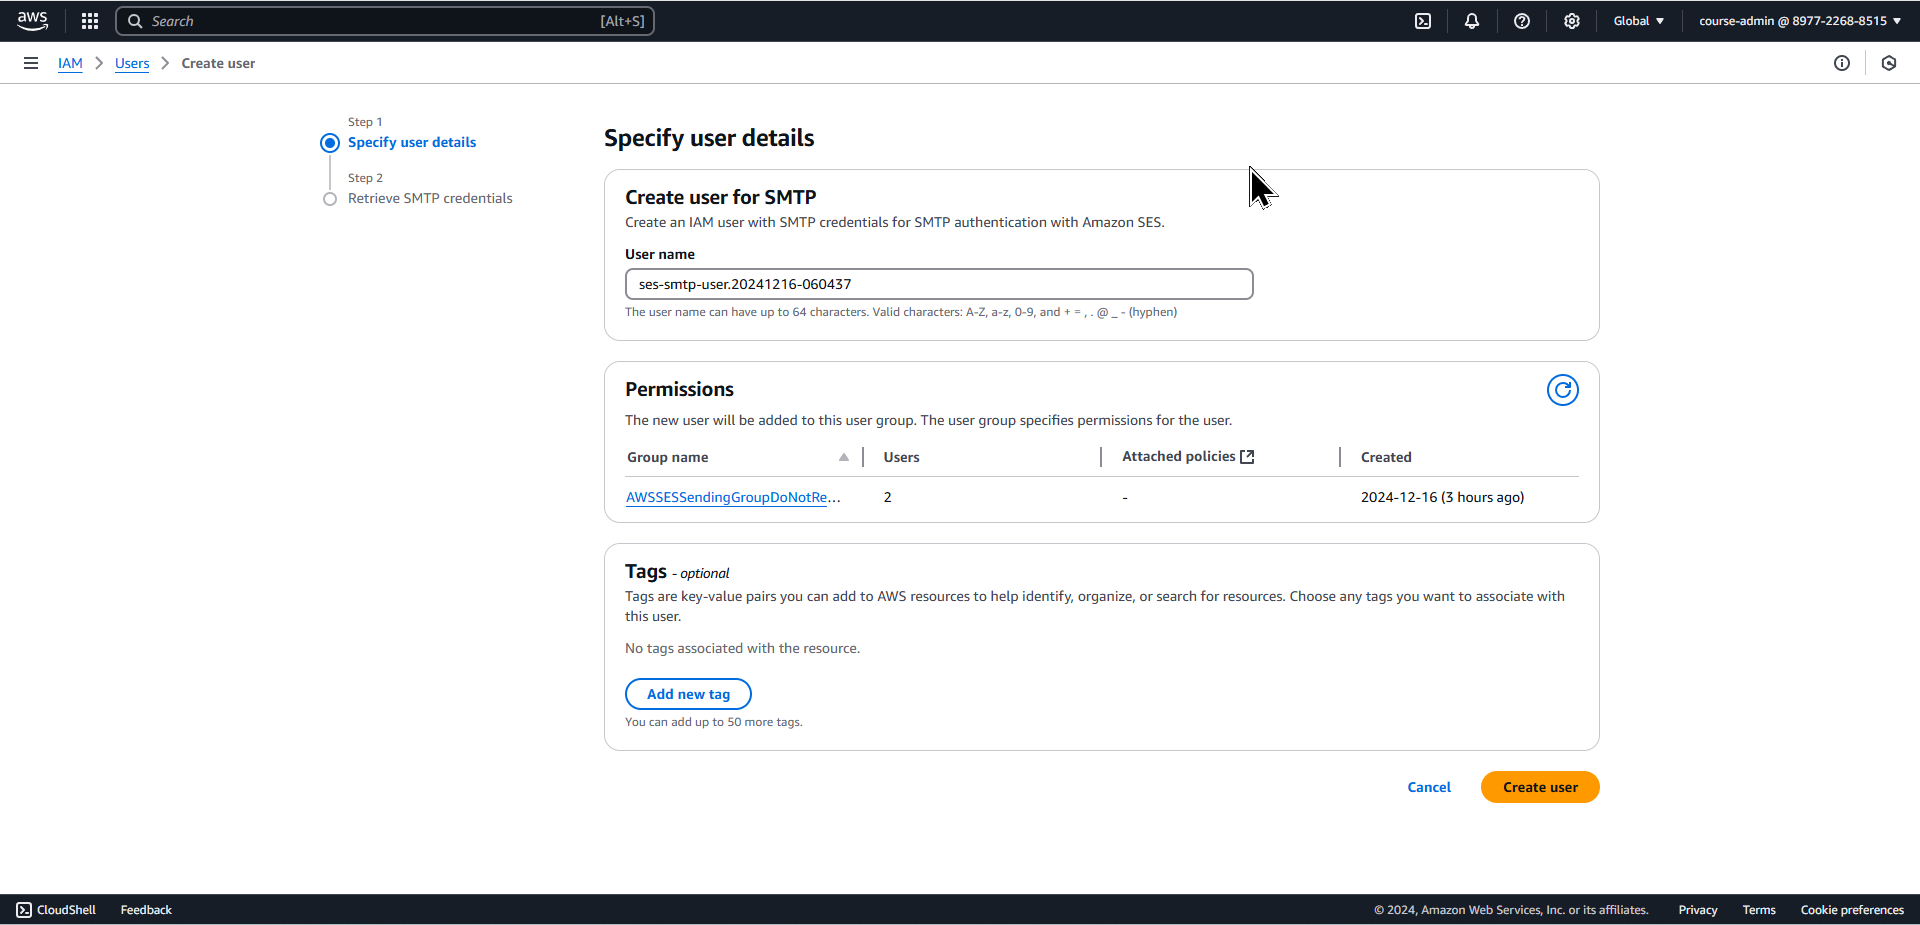 aws
Search
[Alt+S]
Global
course-admin @ 8977-2268-8515
IAM
Users
Create user
Step 1
Specify user details
Step 2
Retrieve SMTP credentials
Specify user details
Create user for SMTP
Create an IAM user with SMTP credentials for SMTP authentication with Amazon SES.
User name
ses-smtp-user.20241216-060437
The user name can have up to 64 characters. Valid characters: A-Z, a-z, 0-9, and + = , . @ _ - (hyphen)
Permissions
The new user will be added to this user group. The user group specifies permissions for the user.
Group name
Users
Attached policies
Created
AWSSESSendingGroupDoNotRe...
2
-
2024-12-16 (3 hours ago)
Tags - optional
Tags are key-value pairs you can add to AWS resources to help identify, organize, or search for resources. Choose any tags you want to associate with
this user.
No tags associated with the resource.
Add new tag
You can add up to 50 more tags.
Cancel
Create user
CloudShell
Feedback
© 2024, Amazon Web Services, Inc. or its affiliates.
Privacy
Terms
Cookie preferences